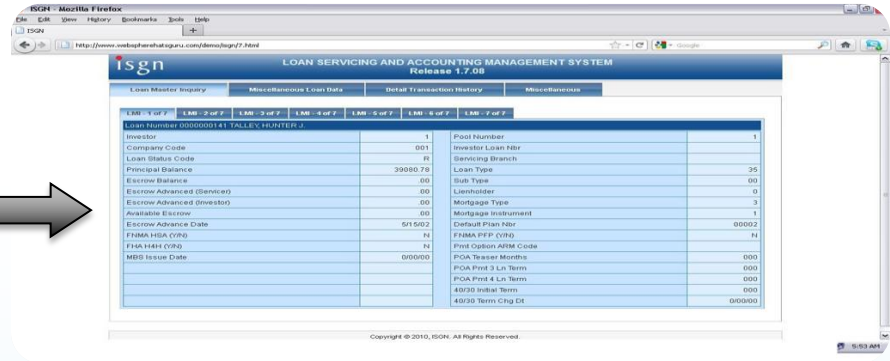 ISGN - Mozilla Firefox
File Edit View History Bookmarks Tools Help
ISGN
http://www.webspherehatsguru.com/demo/isgn/7.html
Google
isgn
LOAN SERVICING AND ACCOUNTING MANAGEMENT SYSTEM
Release 1.7.08
Loan Master Inquiry Miscellaneous Loan Data Detail Transaction History Miscellaneous
LMI - 1 of 7 LMI - 2 of 7 LMI - 3 of 7 LMI - 4 of 7 LMI - 5 of 7 LMI - 6 of 7 LMI - 7 of 7
Loan Number 0000000141 TALLEY, HUNTER J.
Investor 1 Pool Number 1
Company Code 001 Investor Loan Nbr
Loan Status Code R Servicing Branch
Principal Balance 39080.78 Loan Type 35
Escrow Balance .00 Sub Type 00
Escrow Advanced (Servicer) .00 Lienholder 0
Escrow Advanced (Investor) .00 Mortgage Type 3
Available Escrow .00 Mortgage Instrument 1
Escrow Advance Date 5/15/02 Default Plan Nbr 00002
FNMA HSA (Y/N) N FNMA PFP (Y/N) N
FHA H4H (Y/N) N Pmt Option ARM Code
MBS Issue Date 0/00/00 POA Teaser Months 000
POA Pmt 3 Ln Term 000
POA Pmt 4 Ln Term 000
40/30 Initial Term 000
40/30 Term Chg Dt 0/00/00
Copyright © 2010, ISGN. All Rights Reserved.
5:53 AM